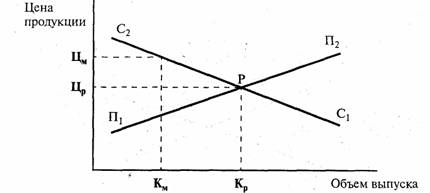 Цена
продукции
С₂
П₂
Цм
Р
Цр
П₁
С₁
Км
Кр
Объем выпуска